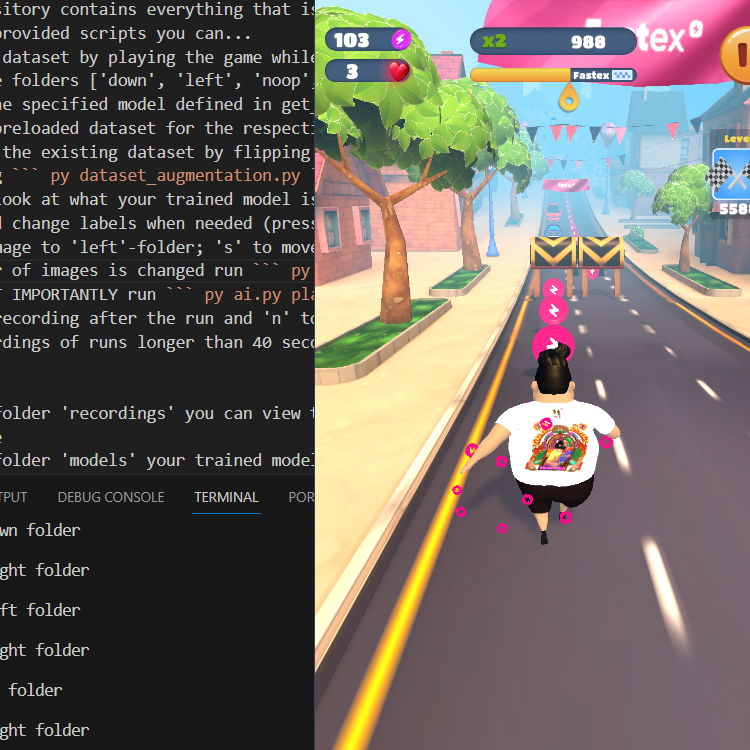 sitory contains everything that is
provided scripts you can...
dataset by playing the game while
e folders ['down', 'left', 'noop'
he specified model defined in get_
preloaded dataset for the respecti
the existing dataset by flipping
g ``` py dataset_augmentation.py
look at what your trained model is
d change labels when needed (press
mage to 'left'-folder; 's' to move
r of images is changed run ``` py
T IMPORTANTLY run ``` py ai.py pla
recording after the run and 'n' to
rdings of runs longer than 40 seco
folder 'recordings' you can view t
e
folder 'models' your trained model
TPUT DEBUG CONSOLE TERMINAL POR
wn folder
ght folder
ft folder
ght folder
folder
ght folder
103
3
x2 988
Fastex
tex
Leve
558